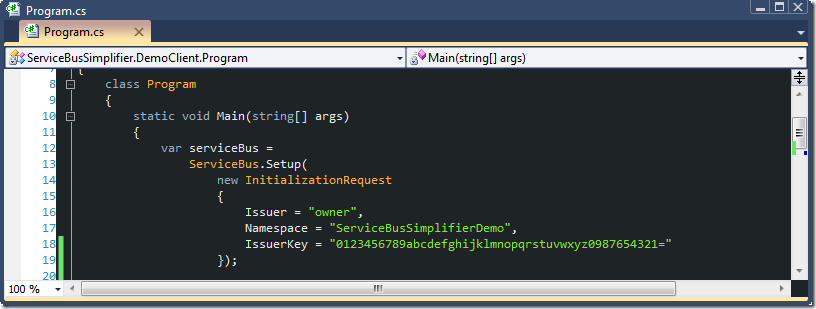 Program.cs
Program.cs
ServiceBusSimplifier.DemoClient.Program
Main(string[] args)
7 {
8 class Program
9 {
10 static void Main(string[] args)
11 {
12 var serviceBus =
13 ServiceBus.Setup(
14 new InitializationRequest
15 {
16 Issuer = "owner",
17 Namespace = "ServiceBusSimplifierDemo",
18 IssuerKey = "0123456789abcdefghijklmnopqrstuvwxyz0987654321="
19 });
20
100 %